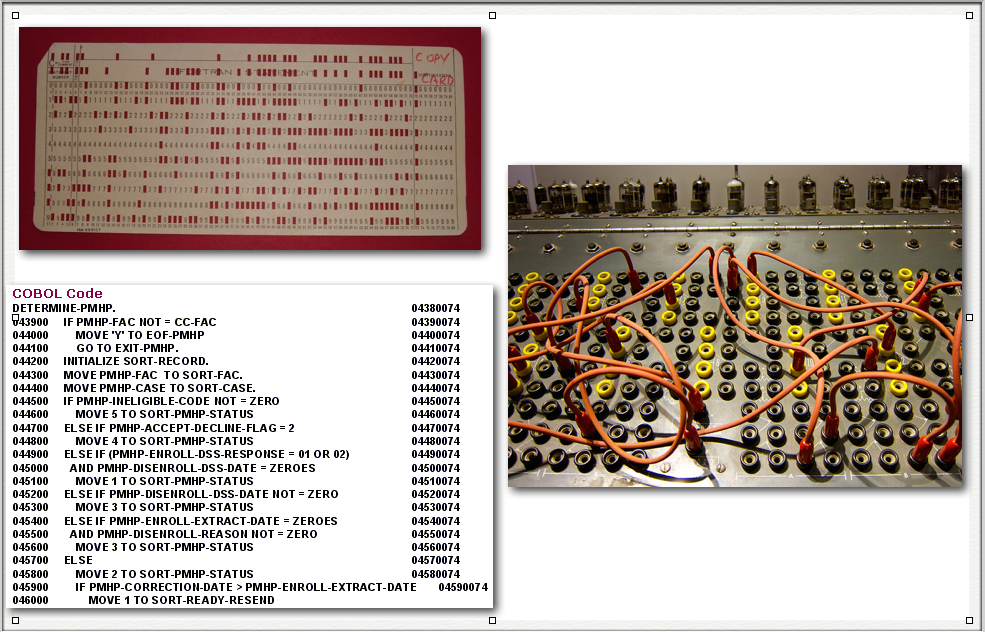 COPY
CARD
FORTRAN STATEMENT
COBOL Code
DETERMINE-PMHP. 04380074
043900 IF PMHP-FAC NOT = CC-FAC 04390074
044000 MOVE 'Y' TO EOF-PMHP 04400074
044100 GO TO EXIT-PMHP. 04410074
044200 INITIALIZE SORT-RECORD. 04420074
044300 MOVE PMHP-FAC TO SORT-FAC. 04430074
044400 MOVE PMHP-CASE TO SORT-CASE. 04440074
044500 IF PMHP-INELIGIBLE-CODE NOT = ZERO 04450074
044600 MOVE 5 TO SORT-PMHP-STATUS 04460074
044700 ELSE IF PMHP-ACCEPT-DECLINE-FLAG = 2 04470074
044800 MOVE 4 TO SORT-PMHP-STATUS 04480074
044900 ELSE IF (PMHP-ENROLL-DSS-RESPONSE = 01 OR 02) 04490074
045000 AND PMHP-DISENROLL-DSS-DATE = ZEROES 04500074
045100 MOVE 1 TO SORT-PMHP-STATUS 04510074
045200 ELSE IF PMHP-DISENROLL-DSS-DATE NOT = ZERO 04520074
045300 MOVE 3 TO SORT-PMHP-STATUS 04530074
045400 ELSE IF PMHP-ENROLL-EXTRACT-DATE = ZEROES 04540074
045500 AND PMHP-DISENROLL-REASON NOT = ZERO 04550074
045600 MOVE 3 TO SORT-PMHP-STATUS 04560074
045700 ELSE 04570074
045800 MOVE 2 TO SORT-PMHP-STATUS 04580074
045900 IF PMHP-CORRECTION-DATE > PMHP-ENROLL-EXTRACT-DATE 04590074
046000 MOVE 1 TO SORT-READY-RESEND
A
B